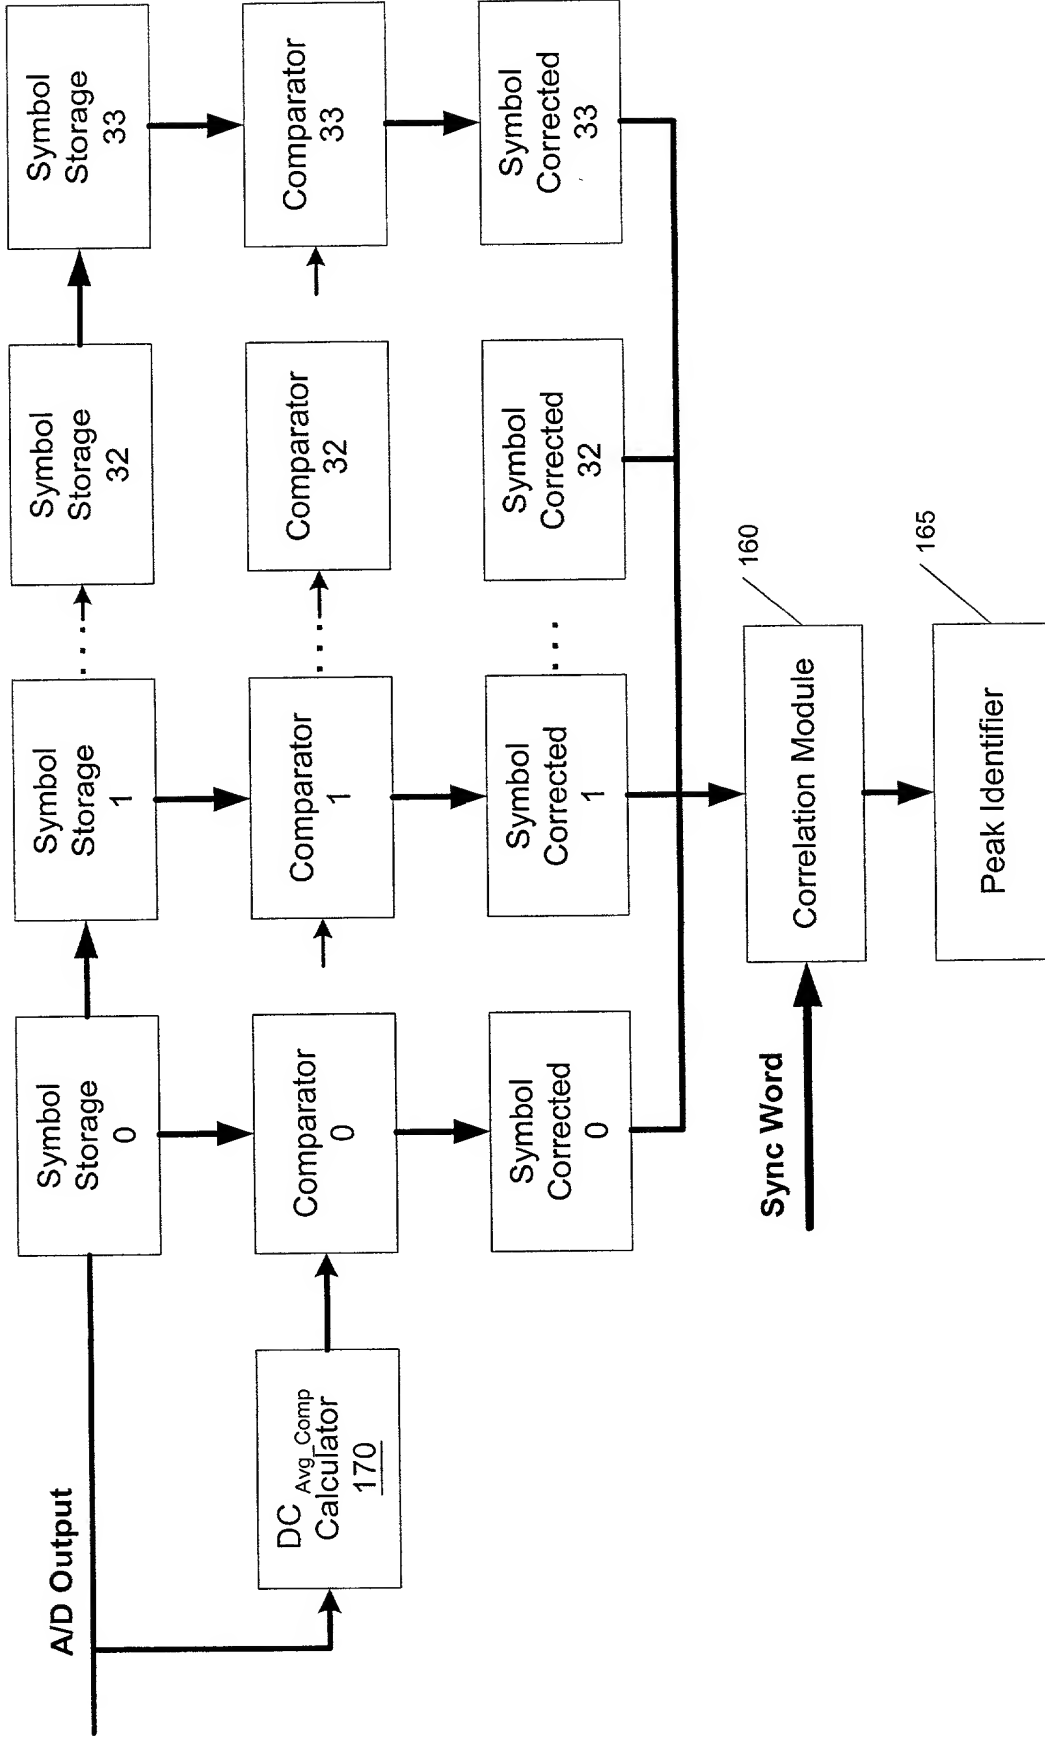 A/D Output
Symbol
Storage
0
Symbol
Storage
1
. . . .
Symbol
Storage
32
Symbol
Storage
33
DC Avg_Comp
Calculator
170
Comparator
0
Comparator
1
. . . .
Comparator
32
Comparator
33
Symbol
Corrected
0
Symbol
Corrected
1
. . .
Symbol
Corrected
32
Symbol
Corrected
33
Sync Word
Correlation Module
160
Peak Identifier
165